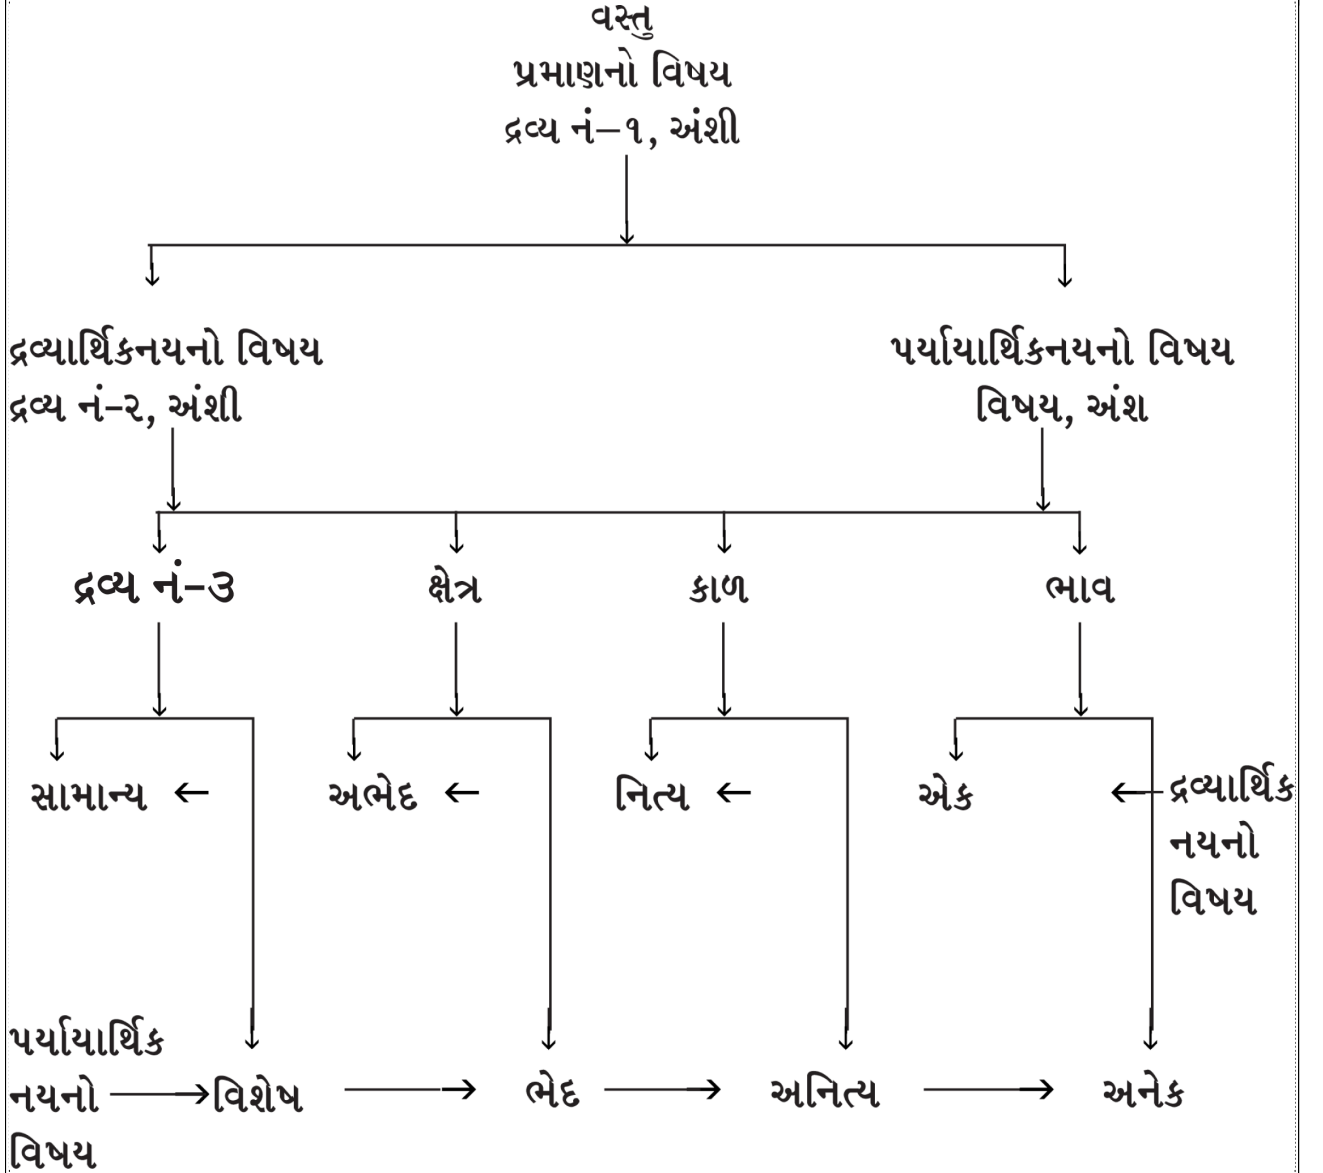 વસ્તુ
પ્રમાણનો વિષય
દ્રવ્ય નં–૧, અંશી
દ્રવ્યાર્થિકનયનો વિષય
દ્રવ્ય નં–૨, અંશી
પર્યાયાર્થિકનયનો વિષય
વિષય, અંશ
દ્રવ્ય નં–૩ ક્ષેત્ર કાળ ભાવ
સામાન્ય ← અભેદ ← નિત્ય ← એક ← દ્રવ્યાર્થિક
નયનો
વિષય
પર્યાયાર્થિક
નયનો → વિશેષ → ભેદ → અનિત્ય → અનેક
વિષય